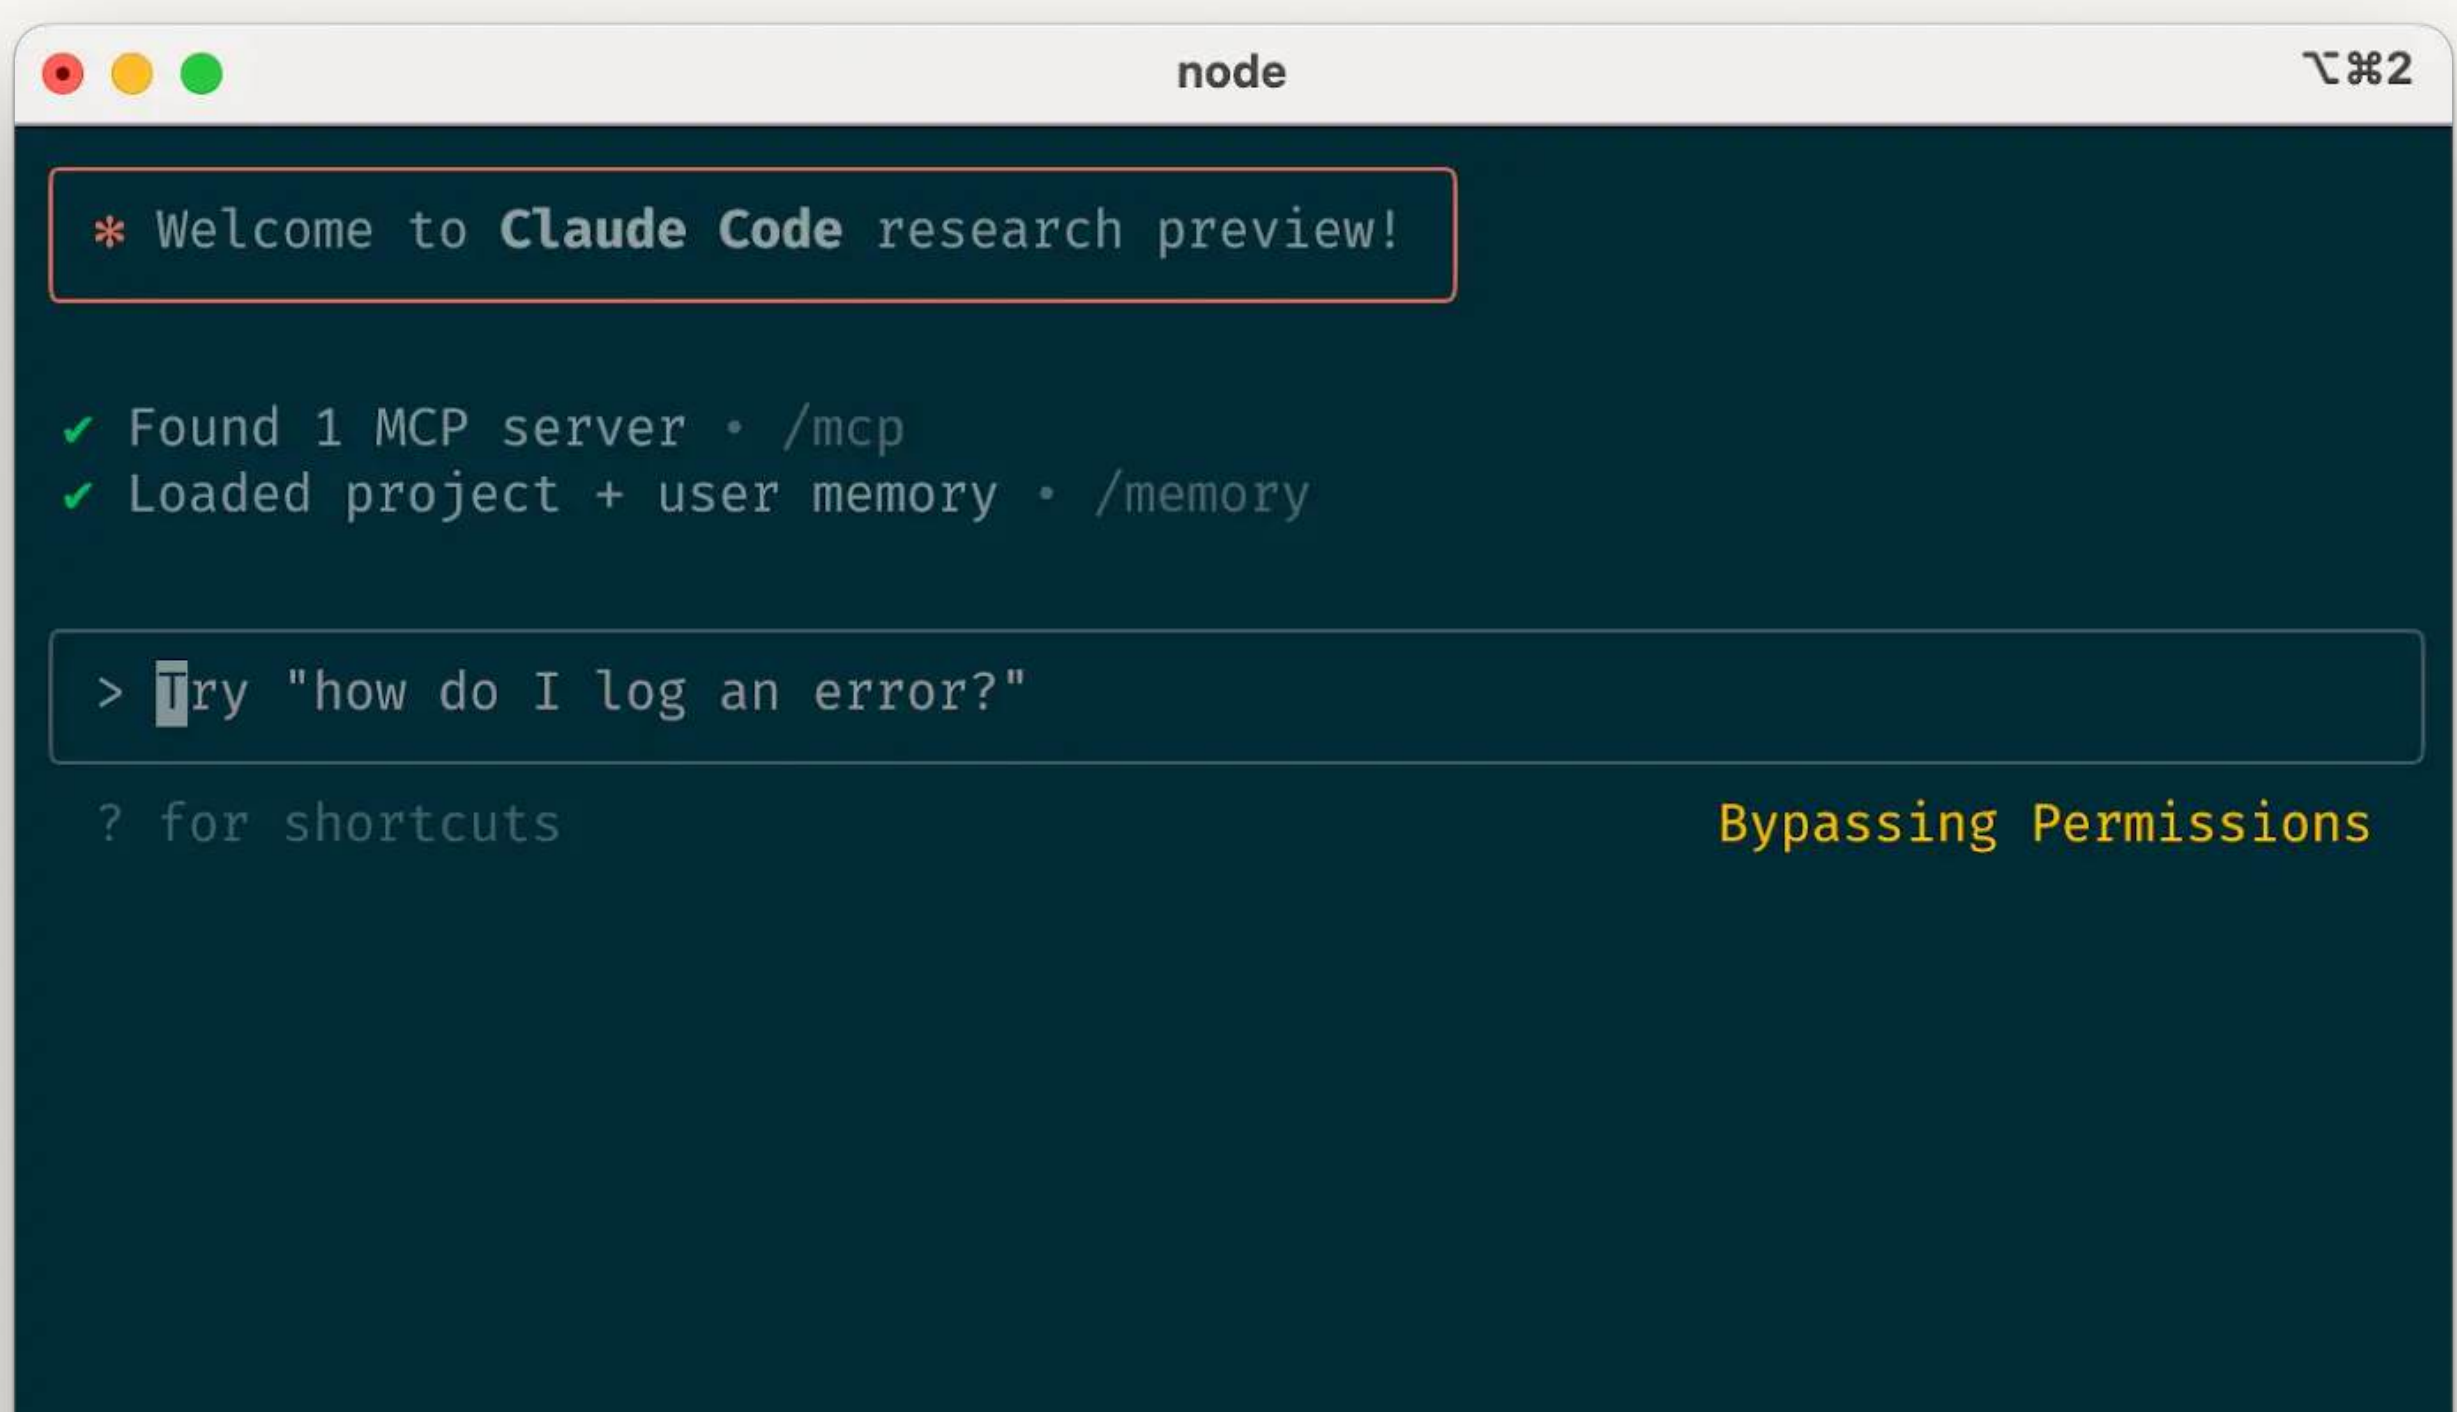 node
⌥⌘2
* Welcome to Claude Code research preview!
✔ Found 1 MCP server • /mcp
✔ Loaded project + user memory • /memory
> Try "how do I log an error?"
? for shortcuts
Bypassing Permissions